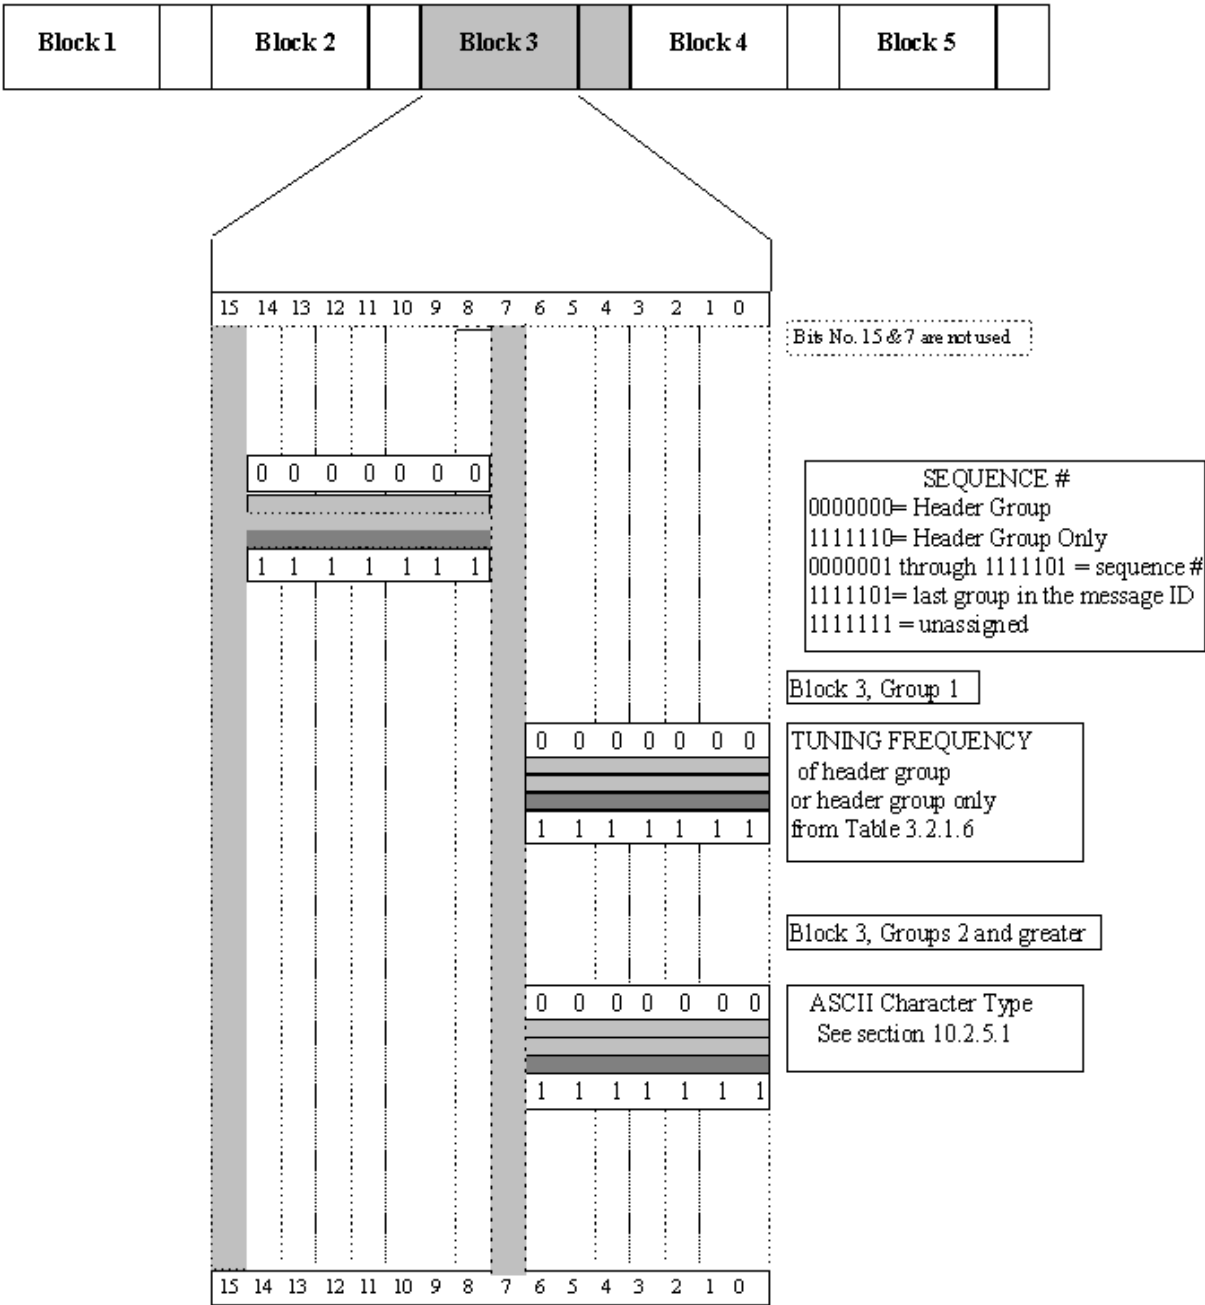 Block 1 Block 2 Block 3 Block 4 Block 5
15 14 13 12 11 10 9 8 7 6 5 4 3 2 1 0
Bits No. 15 & 7 are not used
0 0 0 0 0 0 0
1 1 1 1 1 1 1
SEQUENCE #
0000000= Header Group
1111110= Header Group Only
0000001 through 1111101 = sequence #
1111101= last group in the message ID
1111111 = unassigned
Block 3, Group 1
0 0 0 0 0 0 0
1 1 1 1 1 1 1
TUNING FREQUENCY
of header group
or header group only
from Table 3.2.1.6
Block 3, Groups 2 and greater
0 0 0 0 0 0 0
1 1 1 1 1 1 1
ASCII Character Type
See section 10.2.5.1
15 14 13 12 11 10 9 8 7 6 5 4 3 2 1 0